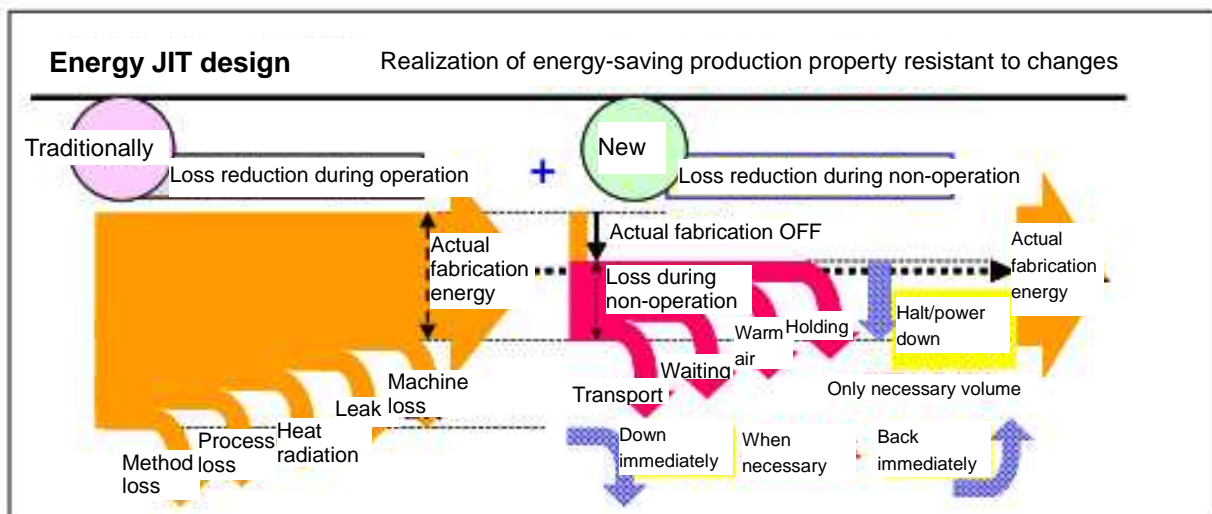 Energy JIT design
Realization of energy-saving production property resistant to changes
Traditionally
Loss reduction during operation
+
New
Loss reduction during non-operation
Actual
fabrication
energy
Method
loss
Process
loss
Heat
radiation
Leak
Machine
loss
Actual fabrication OFF
Loss during
non-operation
Transport
Waiting
Warm
air
Holding
Halt/power
down
Actual
fabrication
energy
Only necessary volume
Down
immediately
When
necessary
Back
immediately